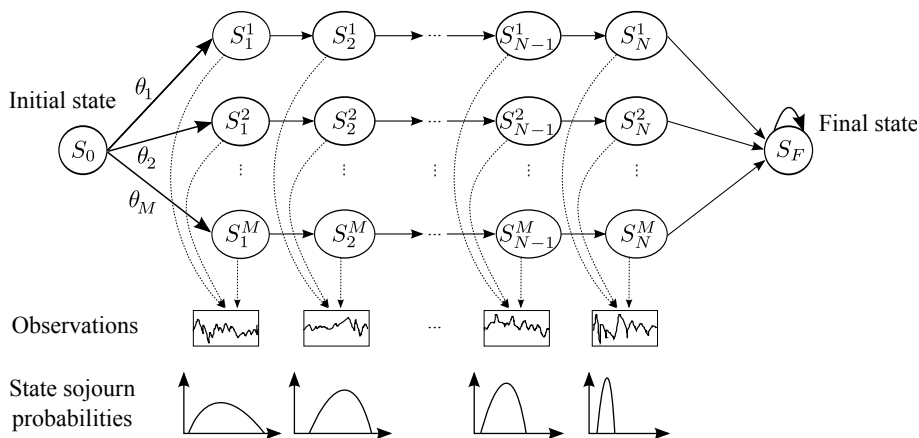 S_1^1 S_2^1 ... S_{N-1}^1 S_N^1
θ_1
Initial state
S_1^2 S_2^2 ... S_{N-1}^2 S_N^2
Final state
S_0
θ_2
S_F
⋮ ⋮ ⋮ ⋮ ⋮
θ_M
S_1^M S_2^M ... S_{N-1}^M S_N^M
Observations
...
State sojourn
probabilities